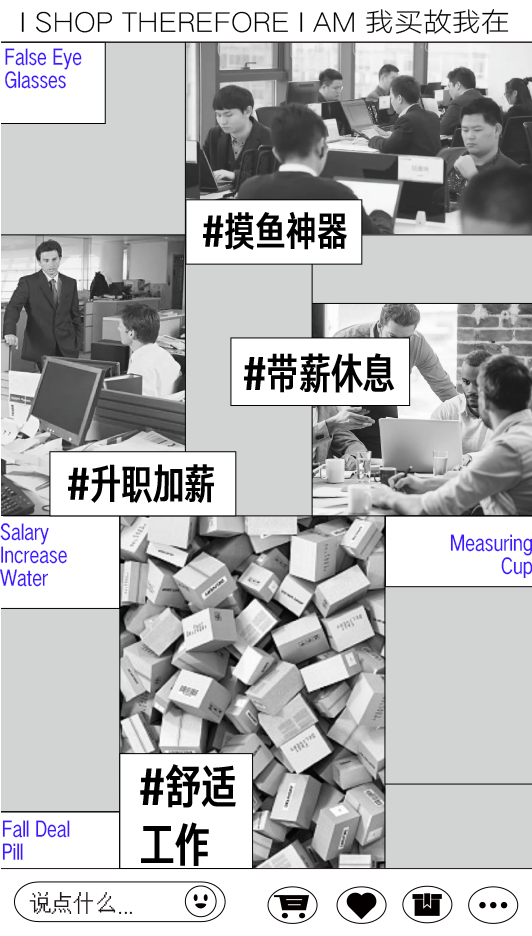 I SHOP THEREFORE I AM 我买故我在
False Eye
Glasses
#摸鱼神器
#带薪休息
#升职加薪
Salary
Increase
Water
Measuring
Cup
#舒适
工作
Fall Deal
Pill
说点什么...